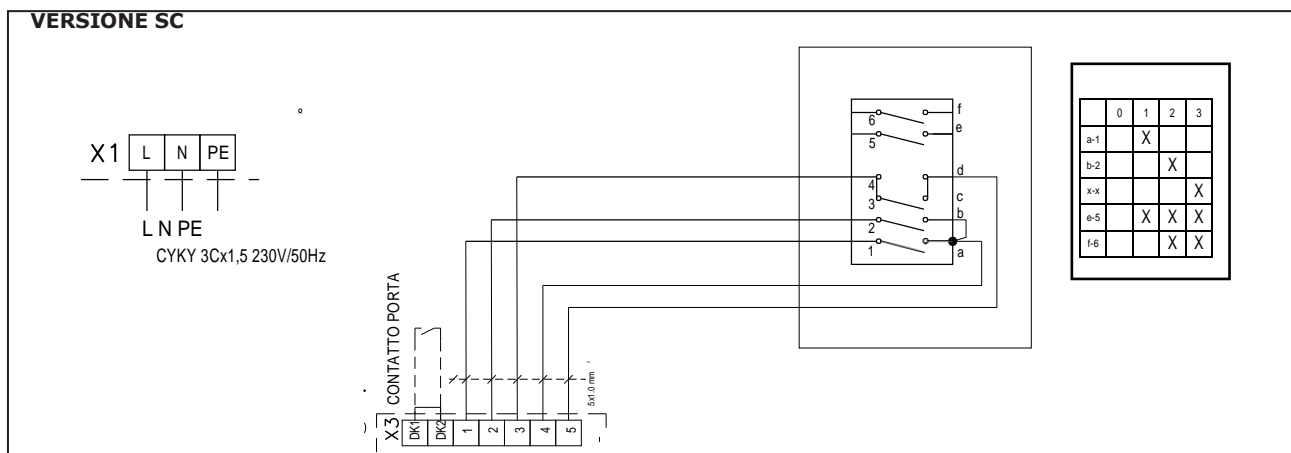 VERSIONE SC
X1 L N PE
L N PE
CYKY 3Cx1,5 230V/50Hz
CONTATTO PORTA
X3 DK1 DK2 1 2 3 4 5
5x1.0 mm
6 f
5 e
4 d
3 c
2 b
1 a
0 1 2 3
a-1 X
b-2 X
x-x X
e-5 X X X
f-6 X X